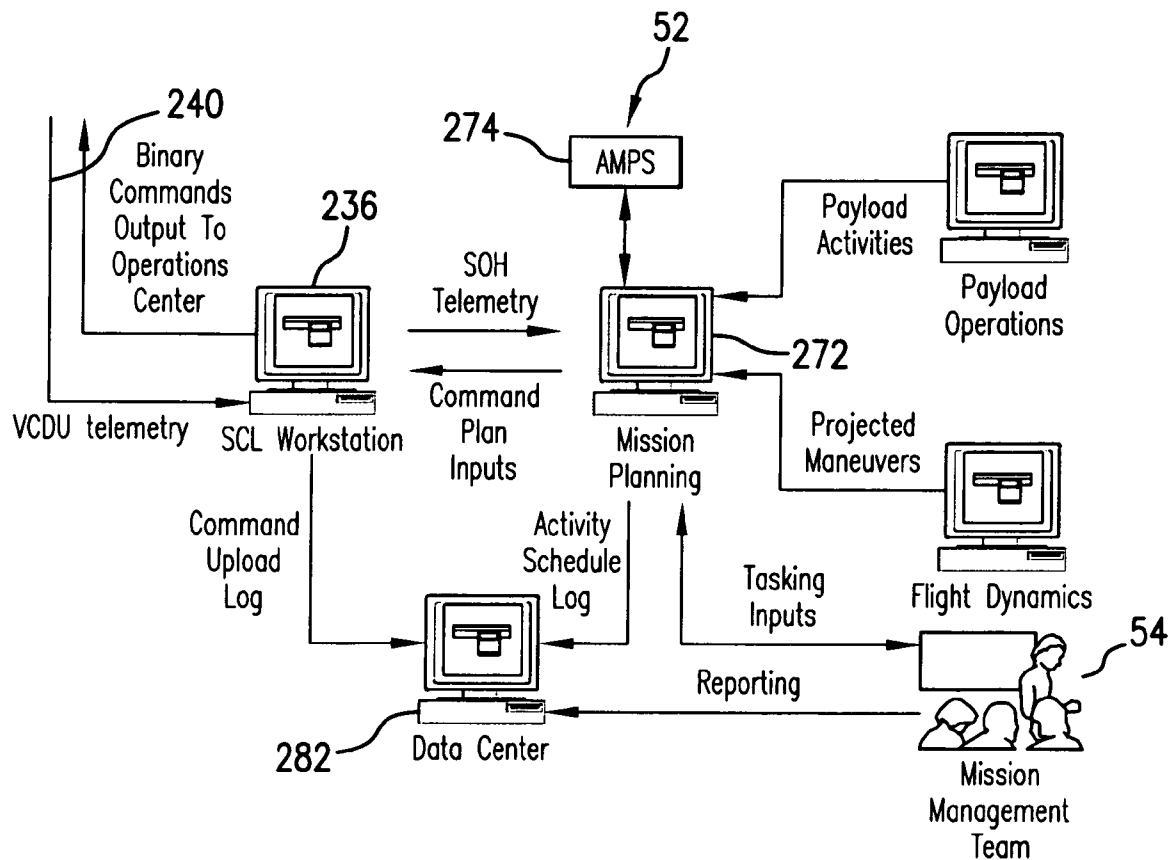 52
240
274
AMPS
Binary
Commands
Output To
Operations
Center
236
SOH
Telemetry
Payload
Activities
Payload
Operations
272
VCDU telemetry
SCL Workstation
Command
Plan
Inputs
Mission
Planning
Projected
Maneuvers
Command
Upload
Log
Activity
Schedule
Log
Tasking
Inputs
Flight Dynamics
54
Reporting
282
Data Center
Mission
Management
Team